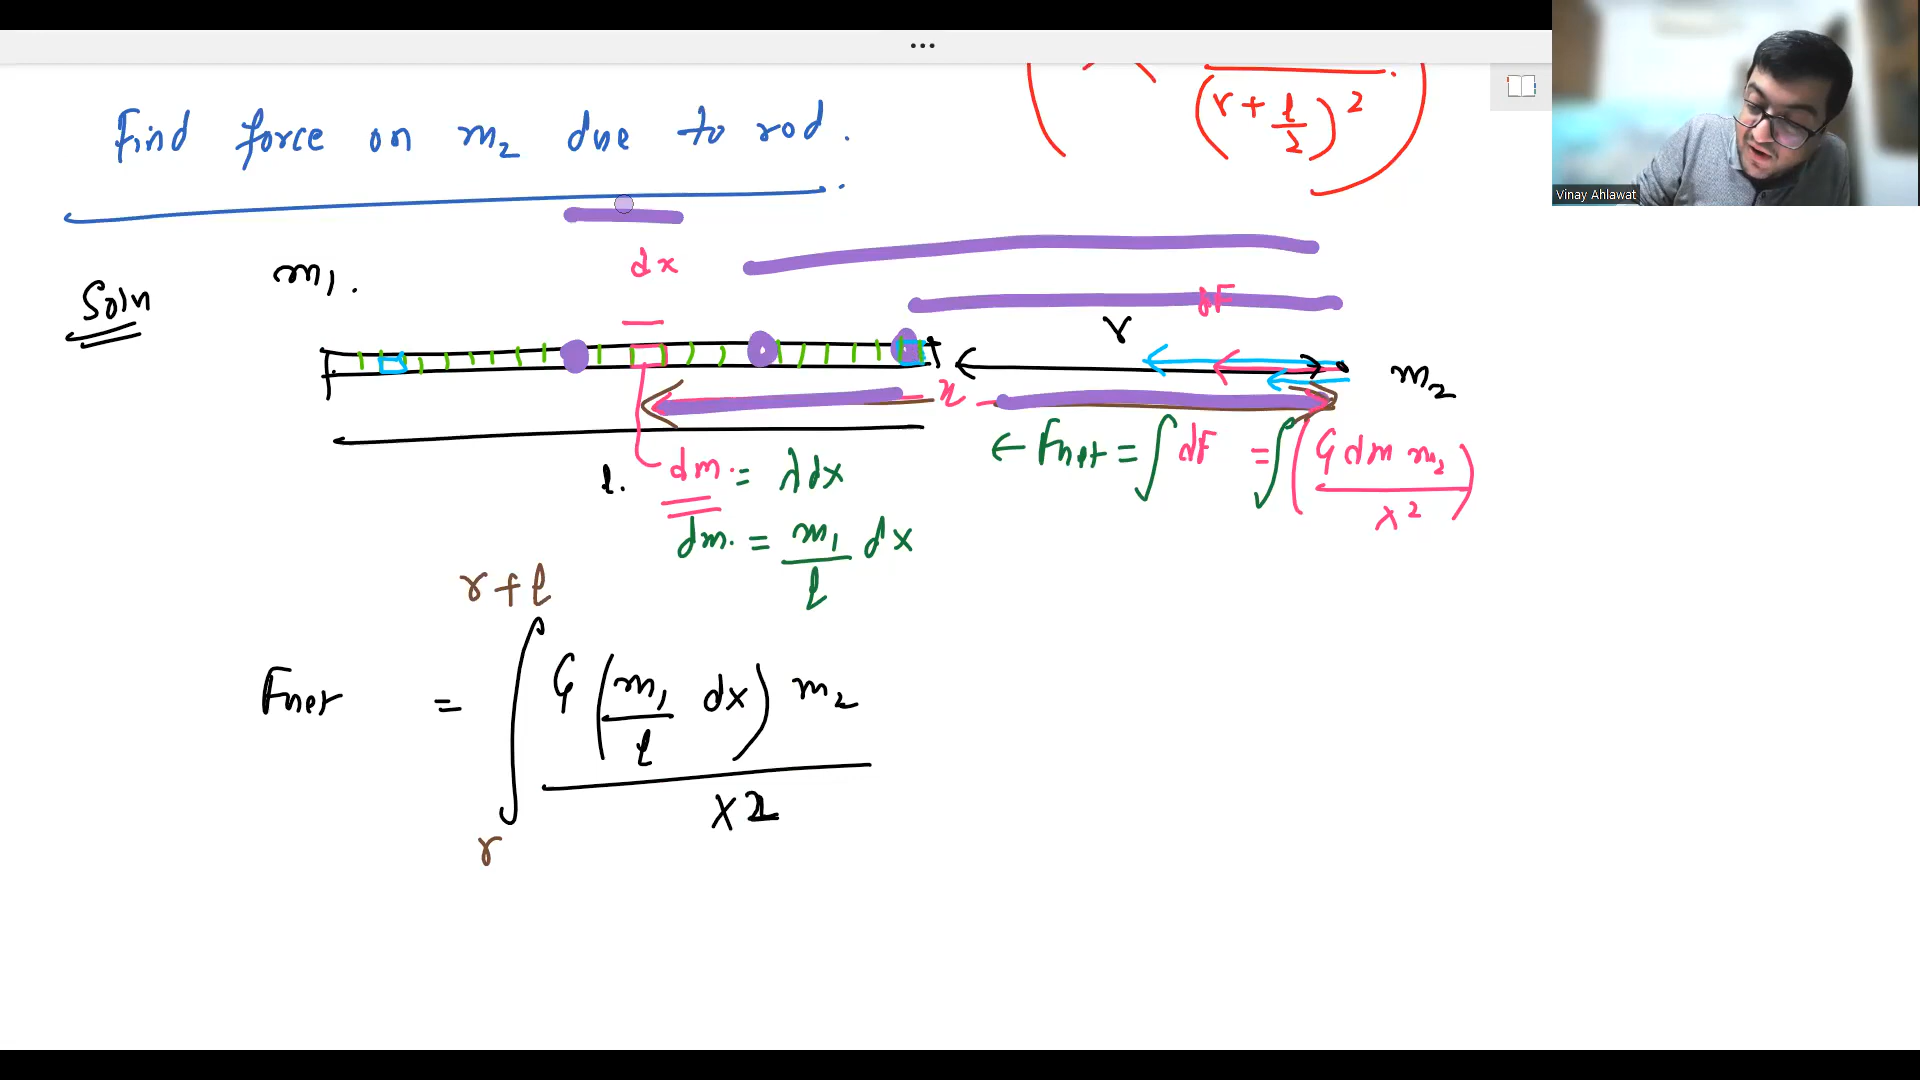 Find force on m₂ due to rod.
(r + l/2)²
Vinay Ahlawat
Soln
m₁.
dx
dF
r
m₂
x
l.
dm. = λdx
← Fnet = ∫ dF = ∫ (G dm m₂ / x²)
dm. = m₁/l dx
r + l
Fnet = ∫ G (m₁/l dx) m₂ / x²
r